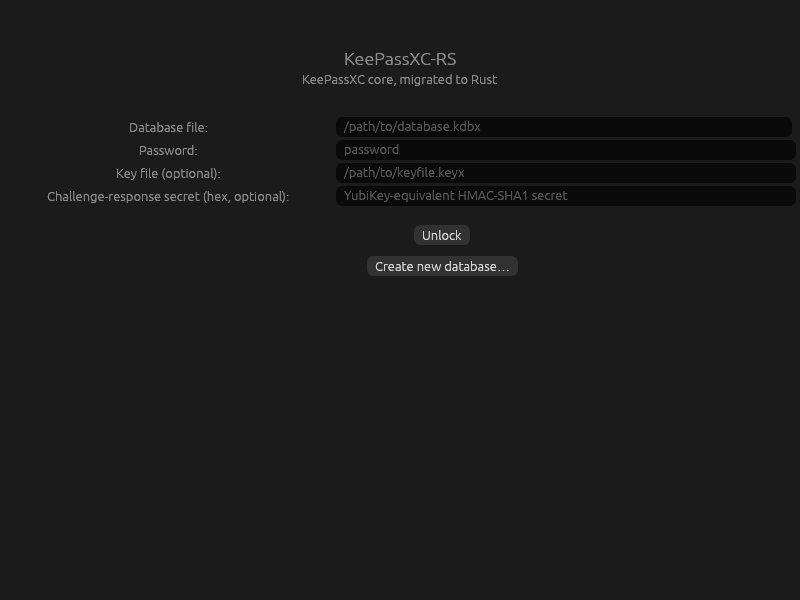 KeePassXC-RS
KeePassXC core, migrated to Rust
Database file: /path/to/database.kdbx
Password: password
Key file (optional): /path/to/keyfile.keyx
Challenge-response secret (hex, optional): YubiKey-equivalent HMAC-SHA1 secret
Unlock
Create new database...